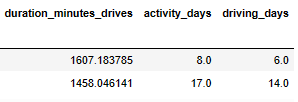 duration_minutes_drives activity_days driving_days
1607.183785 8.0 6.0
1458.046141 17.0 14.0